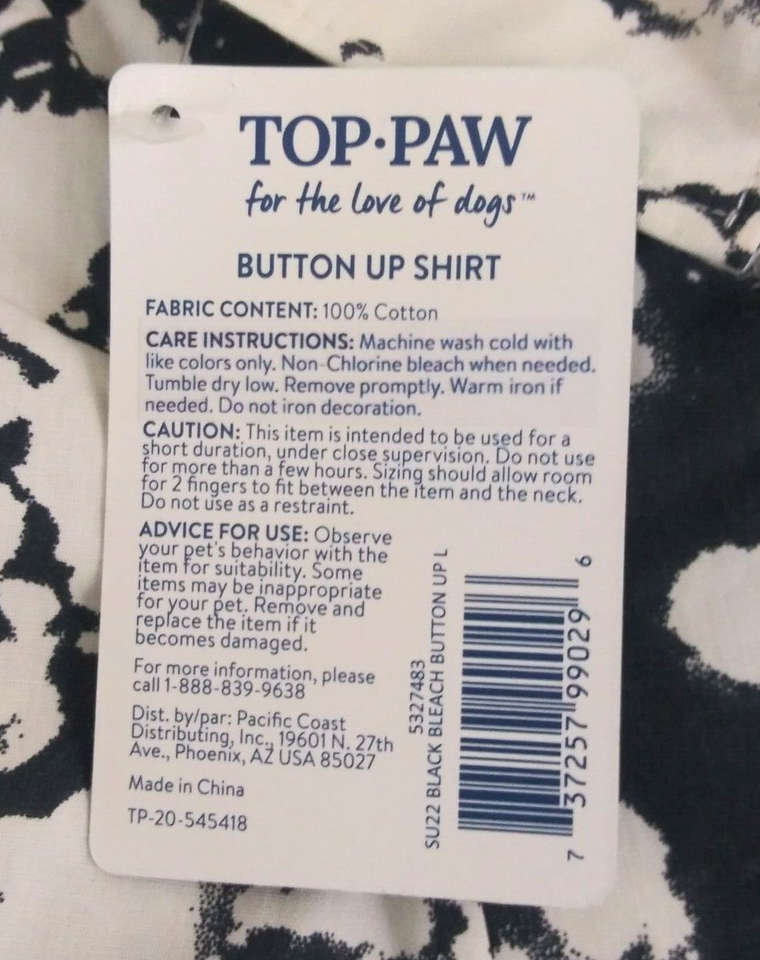 TOP·PAW
for the love of dogs™
BUTTON UP SHIRT
FABRIC CONTENT: 100% Cotton
CARE INSTRUCTIONS: Machine wash cold with
like colors only. Non-Chlorine bleach when needed.
Tumble dry low. Remove promptly. Warm iron if
needed. Do not iron decoration.
CAUTION: This item is intended to be used for a
short duration, under close supervision. Do not use
for more than a few hours. Sizing should allow room
for 2 fingers to fit between the item and the neck.
Do not use as a restraint.
ADVICE FOR USE: Observe
your pet's behavior with the
item for suitability. Some
items may be inappropriate
for your pet. Remove and
replace the item if it
becomes damaged.
For more information, please
call 1-888-839-9638
Dist. by/par: Pacific Coast
Distributing, Inc., 19601 N. 27th
Ave., Phoenix, AZ USA 85027
Made in China
TP-20-545418
5327483
SU22 BLACK BLEACH BUTTON UP L
7 37257 99029 6